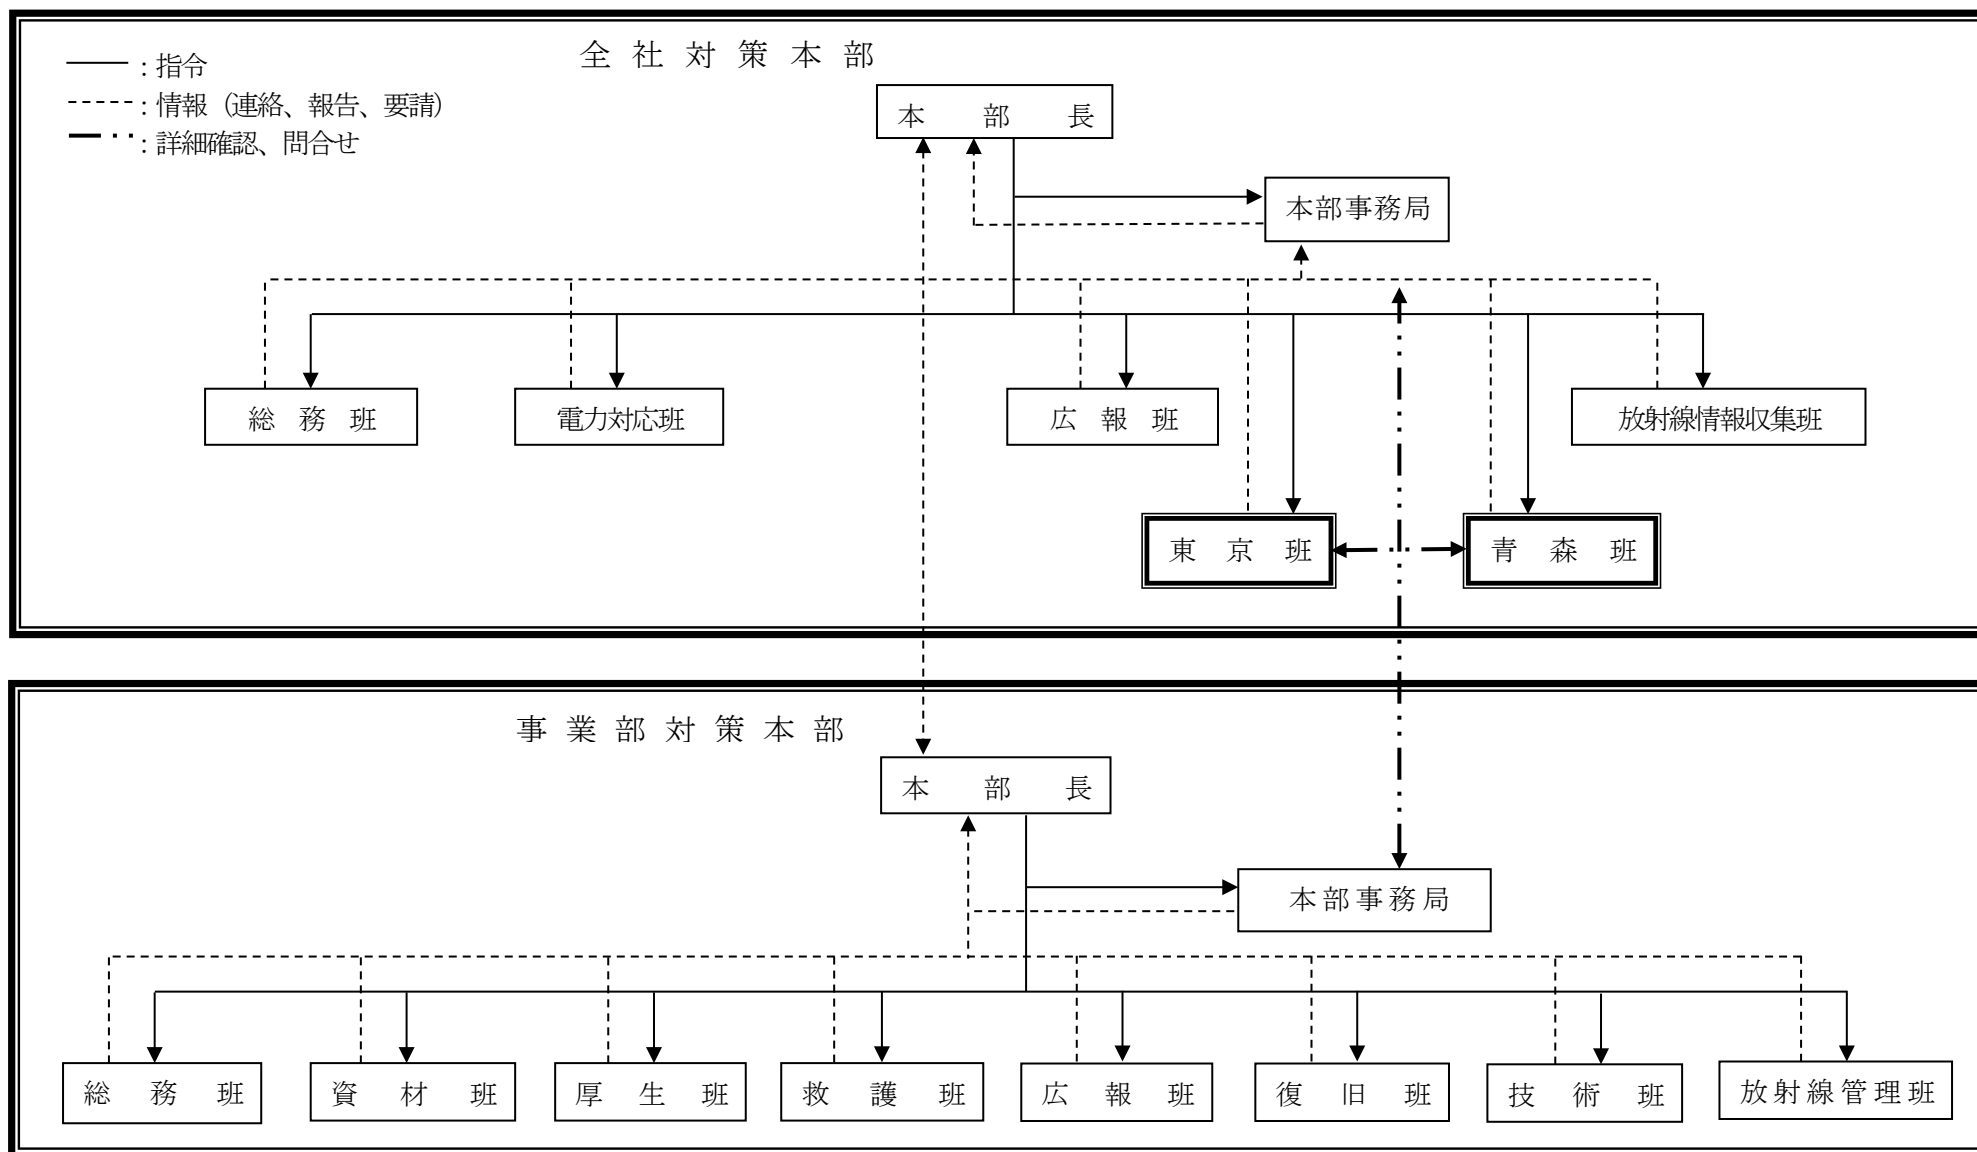 全社対策本部
：指令
：情報（連絡、報告、要請）
：詳細確認、問合せ
本部長
本部事務局
総務班
電力対応班
広報班
放射線情報収集班
東京班
青森班
事業部対策本部
本部長
本部事務局
総務班
資材班
厚生班
救護班
広報班
復旧班
技術班
放射線管理班